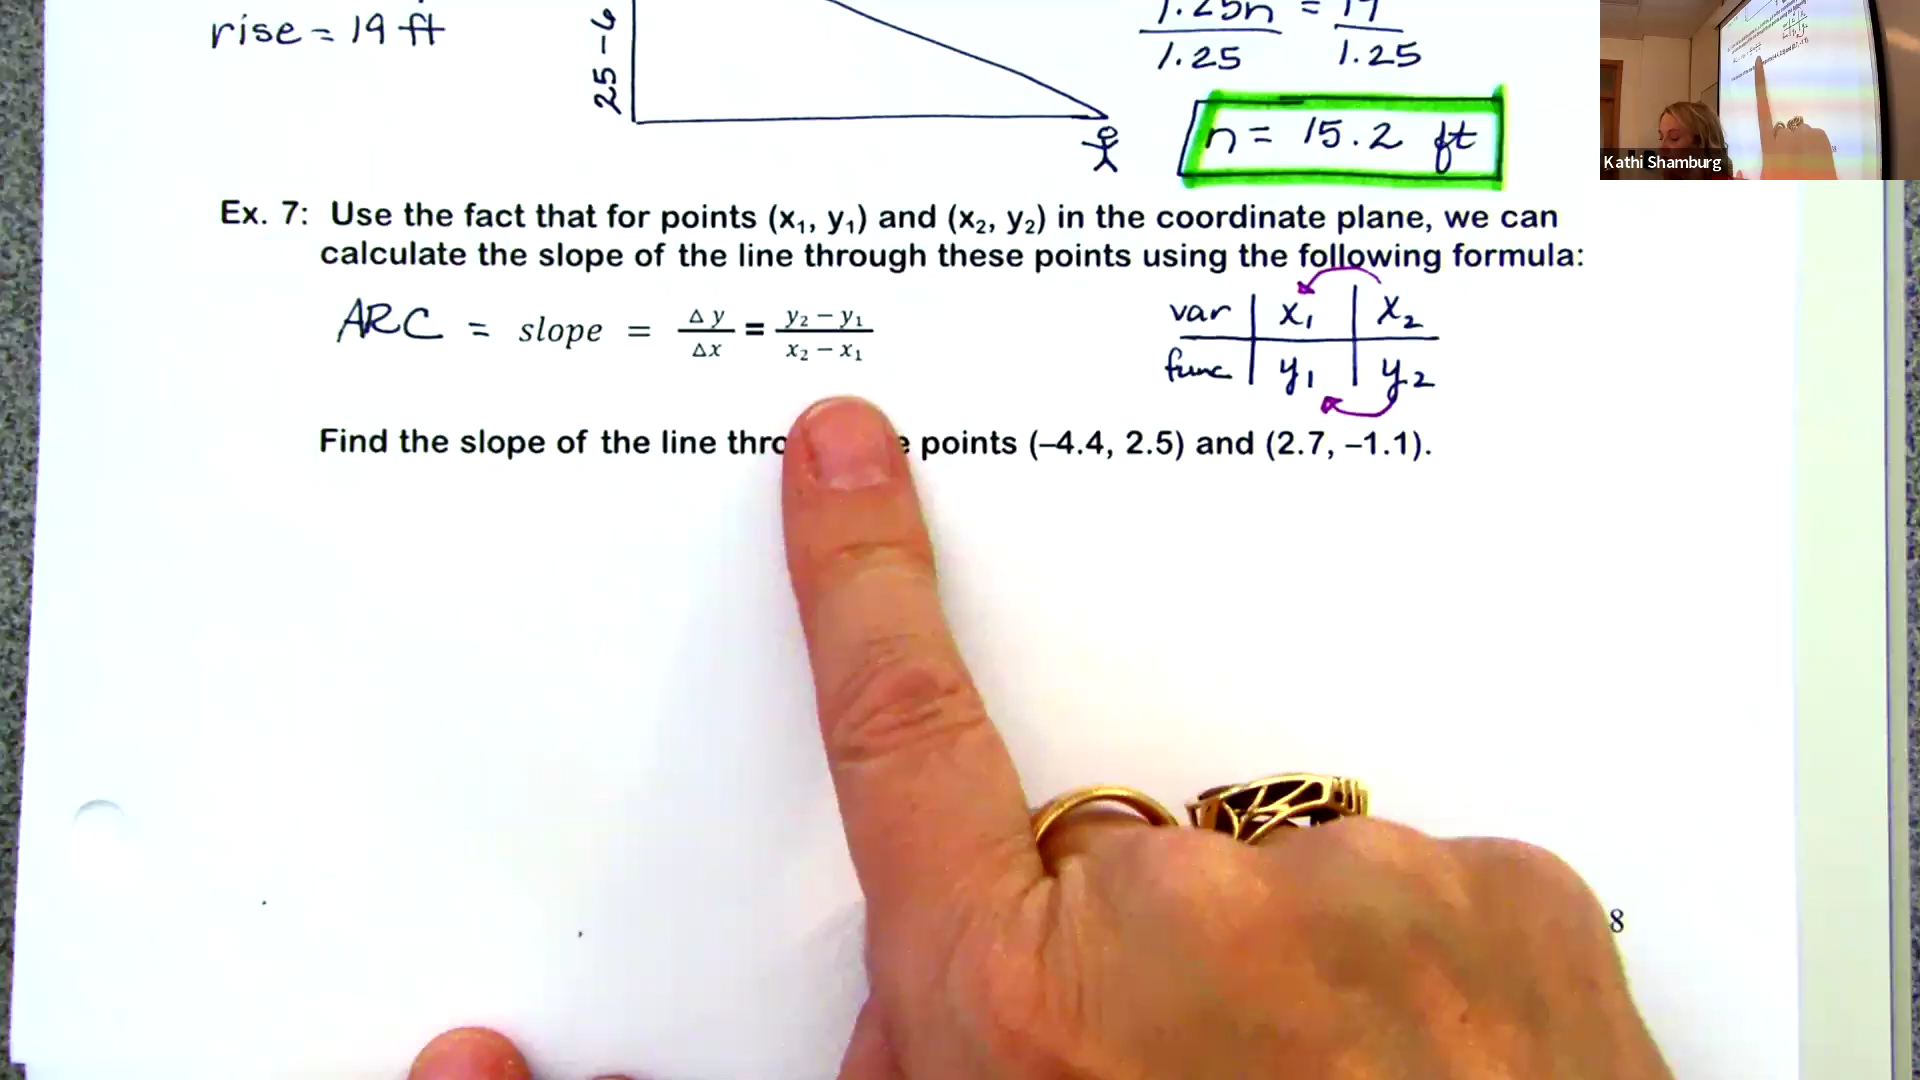 rise = 19 ft
25-6
1.25n = 19
1.25 1.25
n = 15.2 ft
Kathi Shamburg
Ex. 7: Use the fact that for points (x₁, y₁) and (x₂, y₂) in the coordinate plane, we can
calculate the slope of the line through these points using the following formula:
ARC = slope = Δy/Δx = y₂ − y₁/x₂ − x₁
var x₁ x₂
func y₁ y₂
Find the slope of the line points (–4.4, 2.5) and (2.7, –1.1).
8